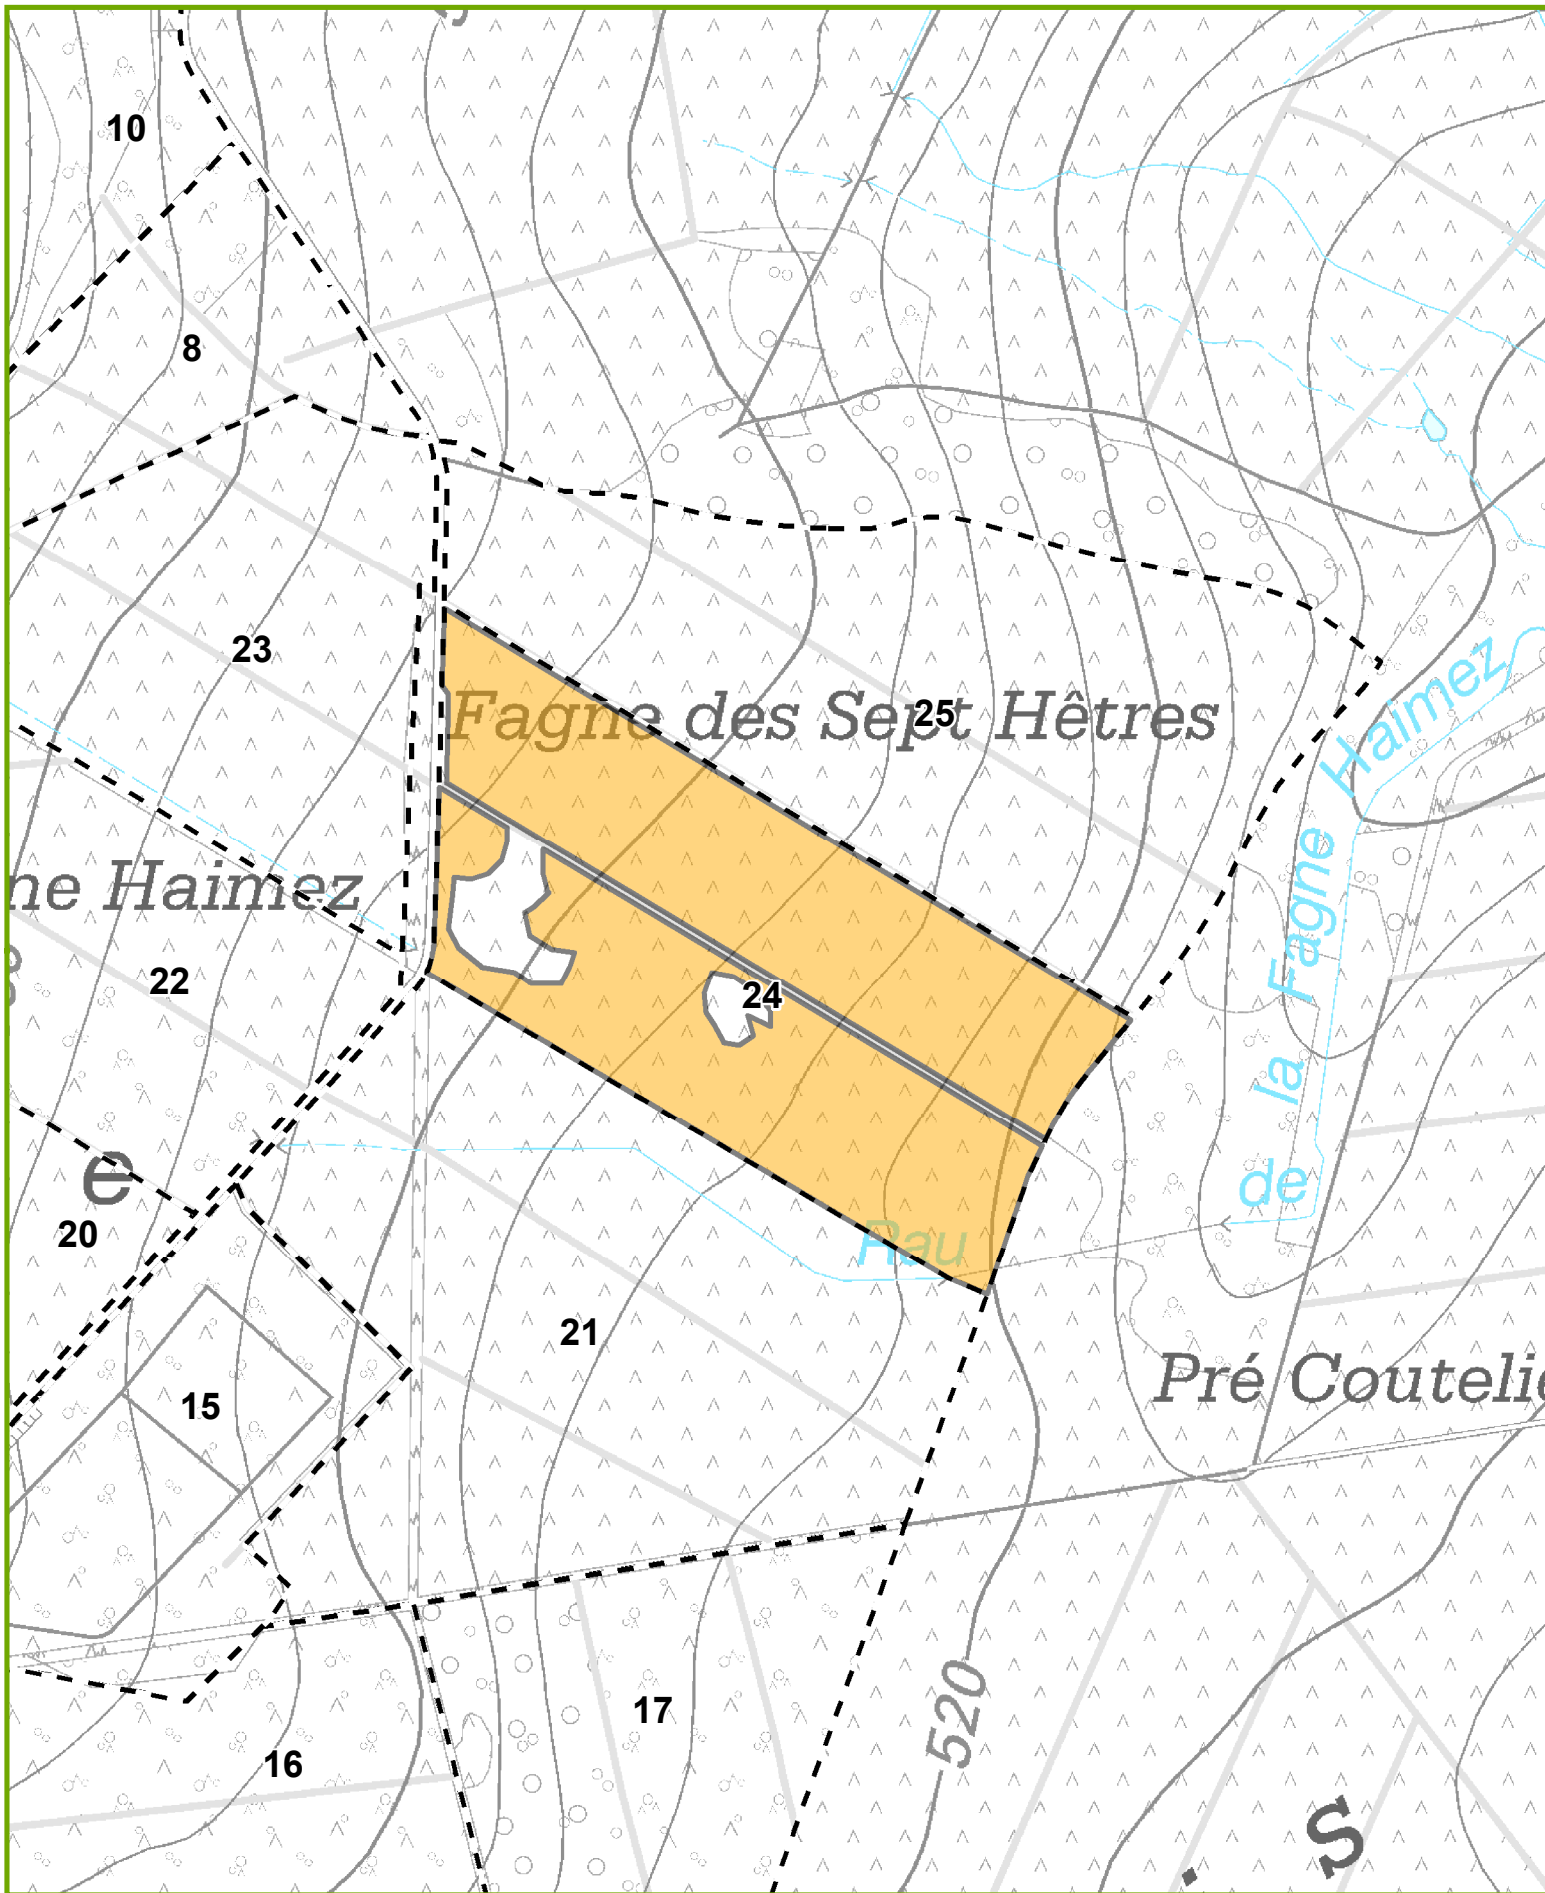 10
8
23
Fagne des Sept Hêtres
25
Haimez
ne Haimez
la Fagne
22
24
de
e
20
Rau
21
Pré Coutelie
15
17
520
16
S